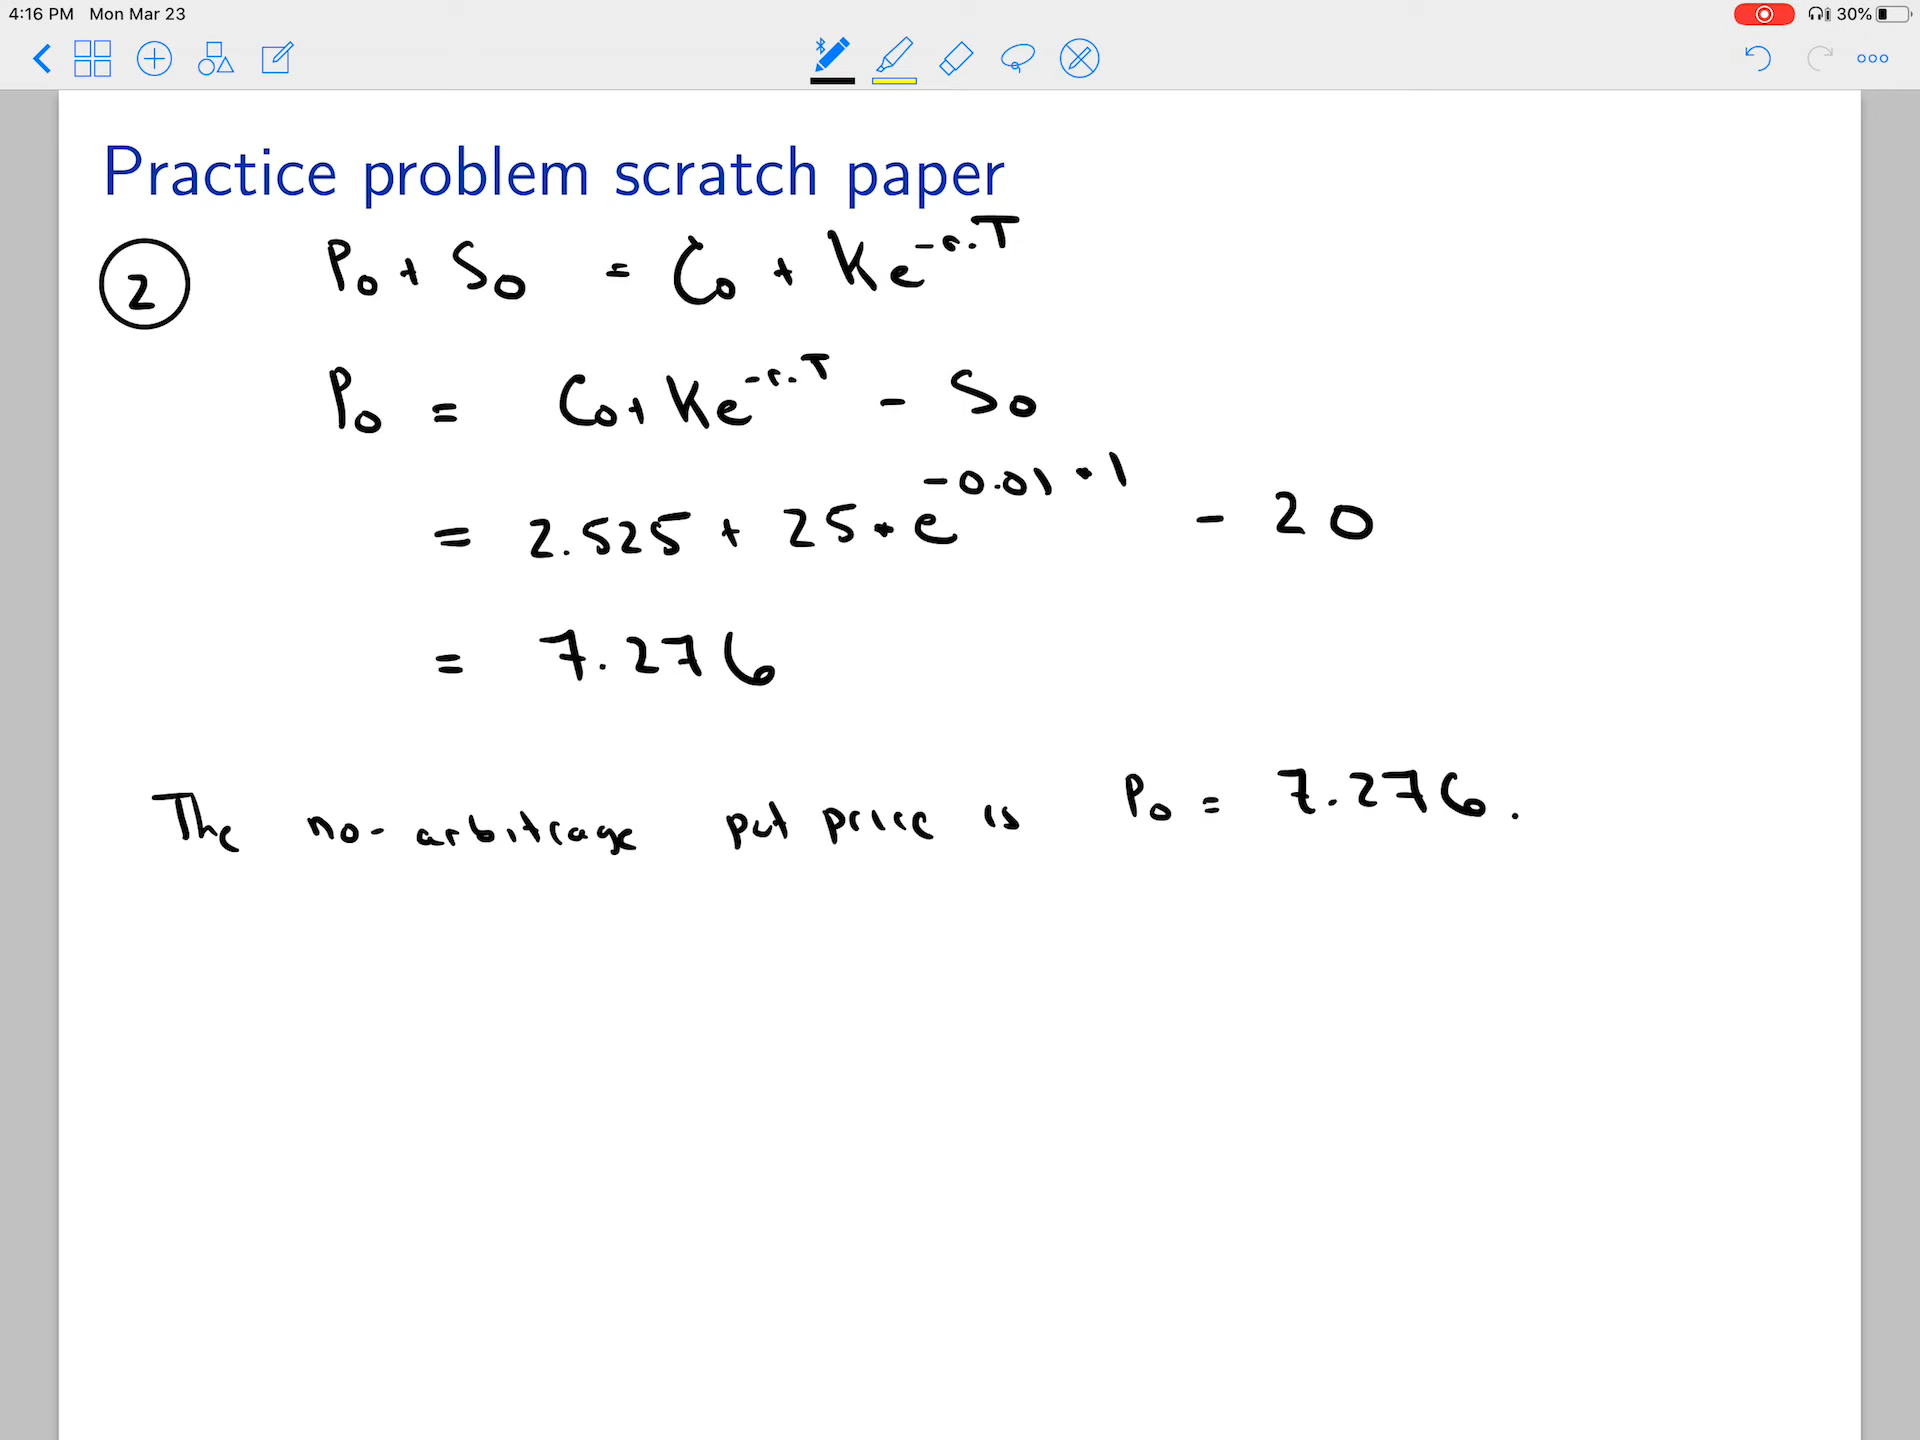 4:16 PM Mon Mar 23 30%
Practice problem scratch paper
2 P₀ + S₀ = C₀ + Ke^(-r·T)
P₀ = C₀ + Ke^(-r·T) - S₀
= 2.525 + 25 · e^(-0.01 · 1) - 20
= 7.276
The no-arbitrage put price is P₀ = 7.276.